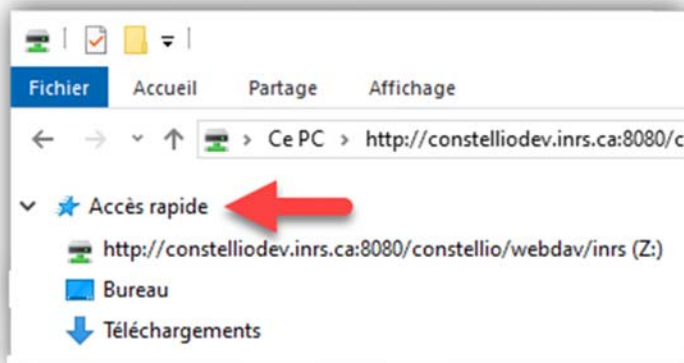 Fichier Accueil Partage Affichage
Ce PC > http://constelliodev.inrs.ca:8080/c
Accès rapide
http://constelliodev.inrs.ca:8080/constellio/webdav/inrs (Z:)
Bureau
Téléchargements